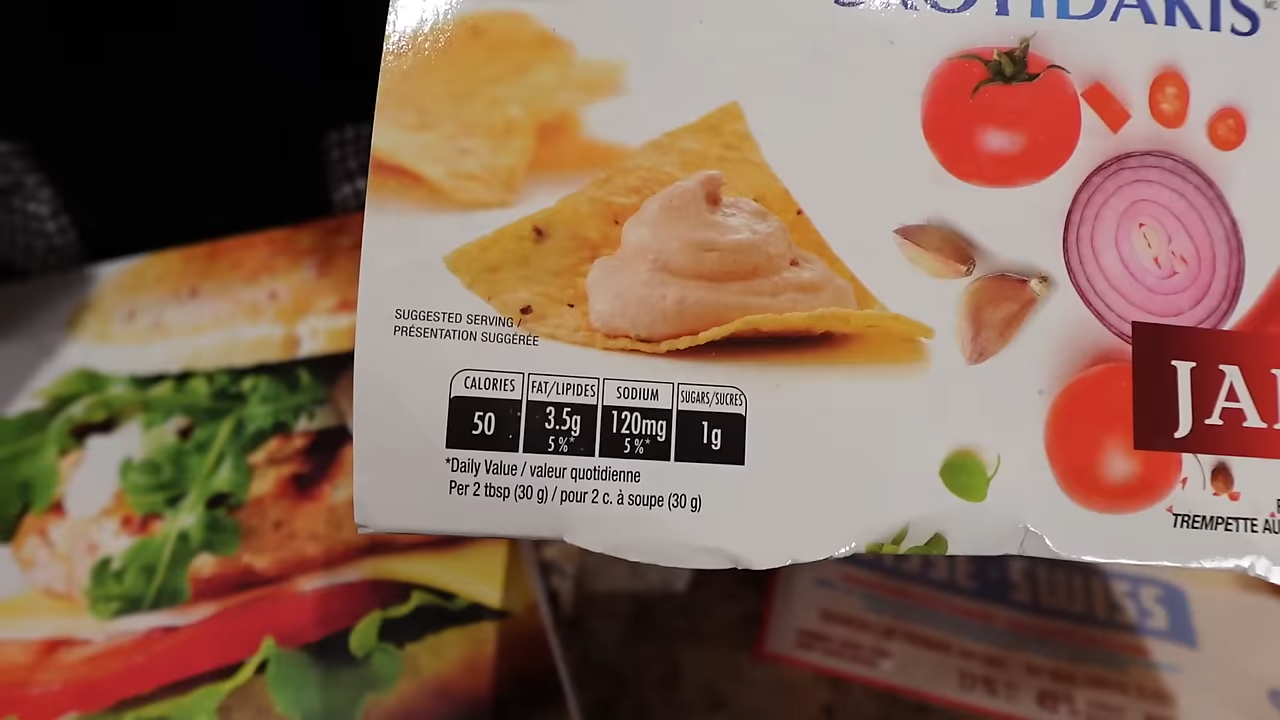 SUGGESTED SERVING /
PRÉSENTATION SUGGÉRÉE
CALORIES
50
FAT/LIPIDES
3.5g
5 %*
SODIUM
120mg
5 %*
SUGARS/SUCRES
1g
*Daily Value / valeur quotidienne
Per 2 tbsp (30 g) / pour 2 c. à soupe (30 g)
JA
TREMPETTE AU
SWISS